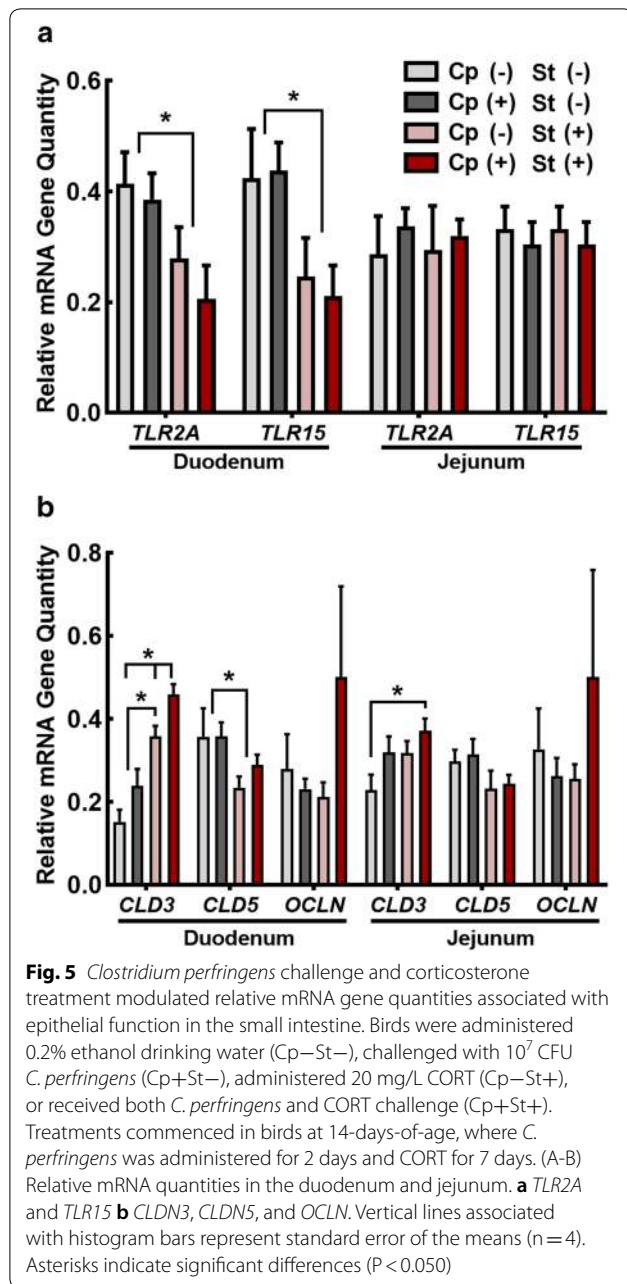 a
Cp (-) St (-)
Cp (+) St (-)
Cp (-) St (+)
Cp (+) St (+)
Relative mRNA Gene Quantity
0.6
0.4
0.2
0.0
* *
TLR2A TLR15 TLR2A TLR15
Duodenum Jejunum
b
Relative mRNA Gene Quantity
0.8
0.6
0.4
0.2
0.0
* * * *
CLD3 CLD5 OCLN CLD3 CLD5 OCLN
Duodenum Jejunum
Fig. 5 Clostridium perfringens challenge and corticosterone
treatment modulated relative mRNA gene quantities associated with
epithelial function in the small intestine. Birds were administered
0.2% ethanol drinking water (Cp−St−), challenged with 10⁷ CFU
C. perfringens (Cp+St−), administered 20 mg/L CORT (Cp−St+),
or received both C. perfringens and CORT challenge (Cp+St+).
Treatments commenced in birds at 14-days-of-age, where C.
perfringens was administered for 2 days and CORT for 7 days. (A-B)
Relative mRNA quantities in the duodenum and jejunum. a TLR2A
and TLR15 b CLDN3, CLDN5, and OCLN. Vertical lines associated
with histogram bars represent standard error of the means (n = 4).
Asterisks indicate significant differences (P < 0.050)